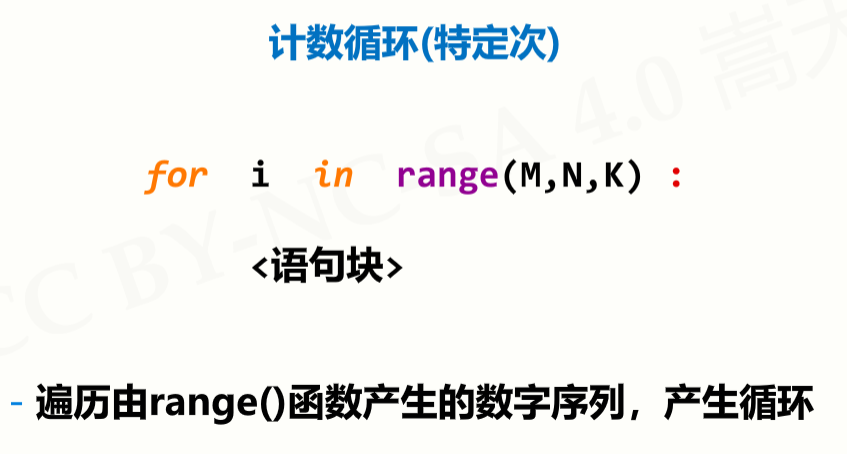 计数循环(特定次)
for i in range(M,N,K) :
<语句块>
- 遍历由range()函数产生的数字序列，产生循环
CC BY-NC-SA 4.0 嵩天